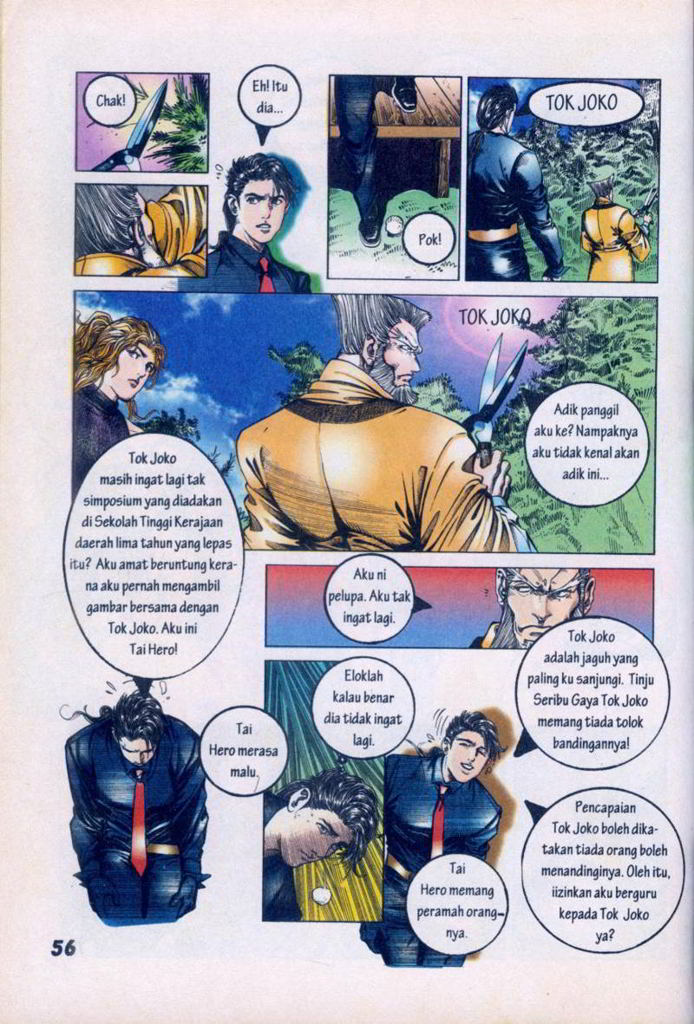 Chak!
Eh! Itu
dia...
Pok!
TOK JOKO
TOK JOKO
Adik panggil
aku ke? Nampaknya
aku tidak kenal akan
adik ini...
Tok Joko
masih ingat lagi tak
simposium yang diadakan
di Sekolah Tinggi Kerajaan
daerah lima tahun yang lepas
itu? Aku amat beruntung kera-
na aku pernah mengambil
gambar bersama dengan
Tok Joko. Aku ini
Tai Hero!
Aku ni
pelupa. Aku tak
ingat lagi.
Tai
Hero merasa
malu.
Eloklah
kalau benar
dia tidak ingat
lagi.
Tok Joko
adalah jaguh yang
paling ku sanjungi. Tinju
Seribu Gaya Tok Joko
memang tiada tolok
bandingannya!
Pencapaian
Tok Joko boleh dika-
takan tiada orang boleh
menandinginya. Oleh itu,
iizinkan aku berguru
kepada Tok Joko
ya?
Tai
Hero memang
peramah orang-
nya.
56